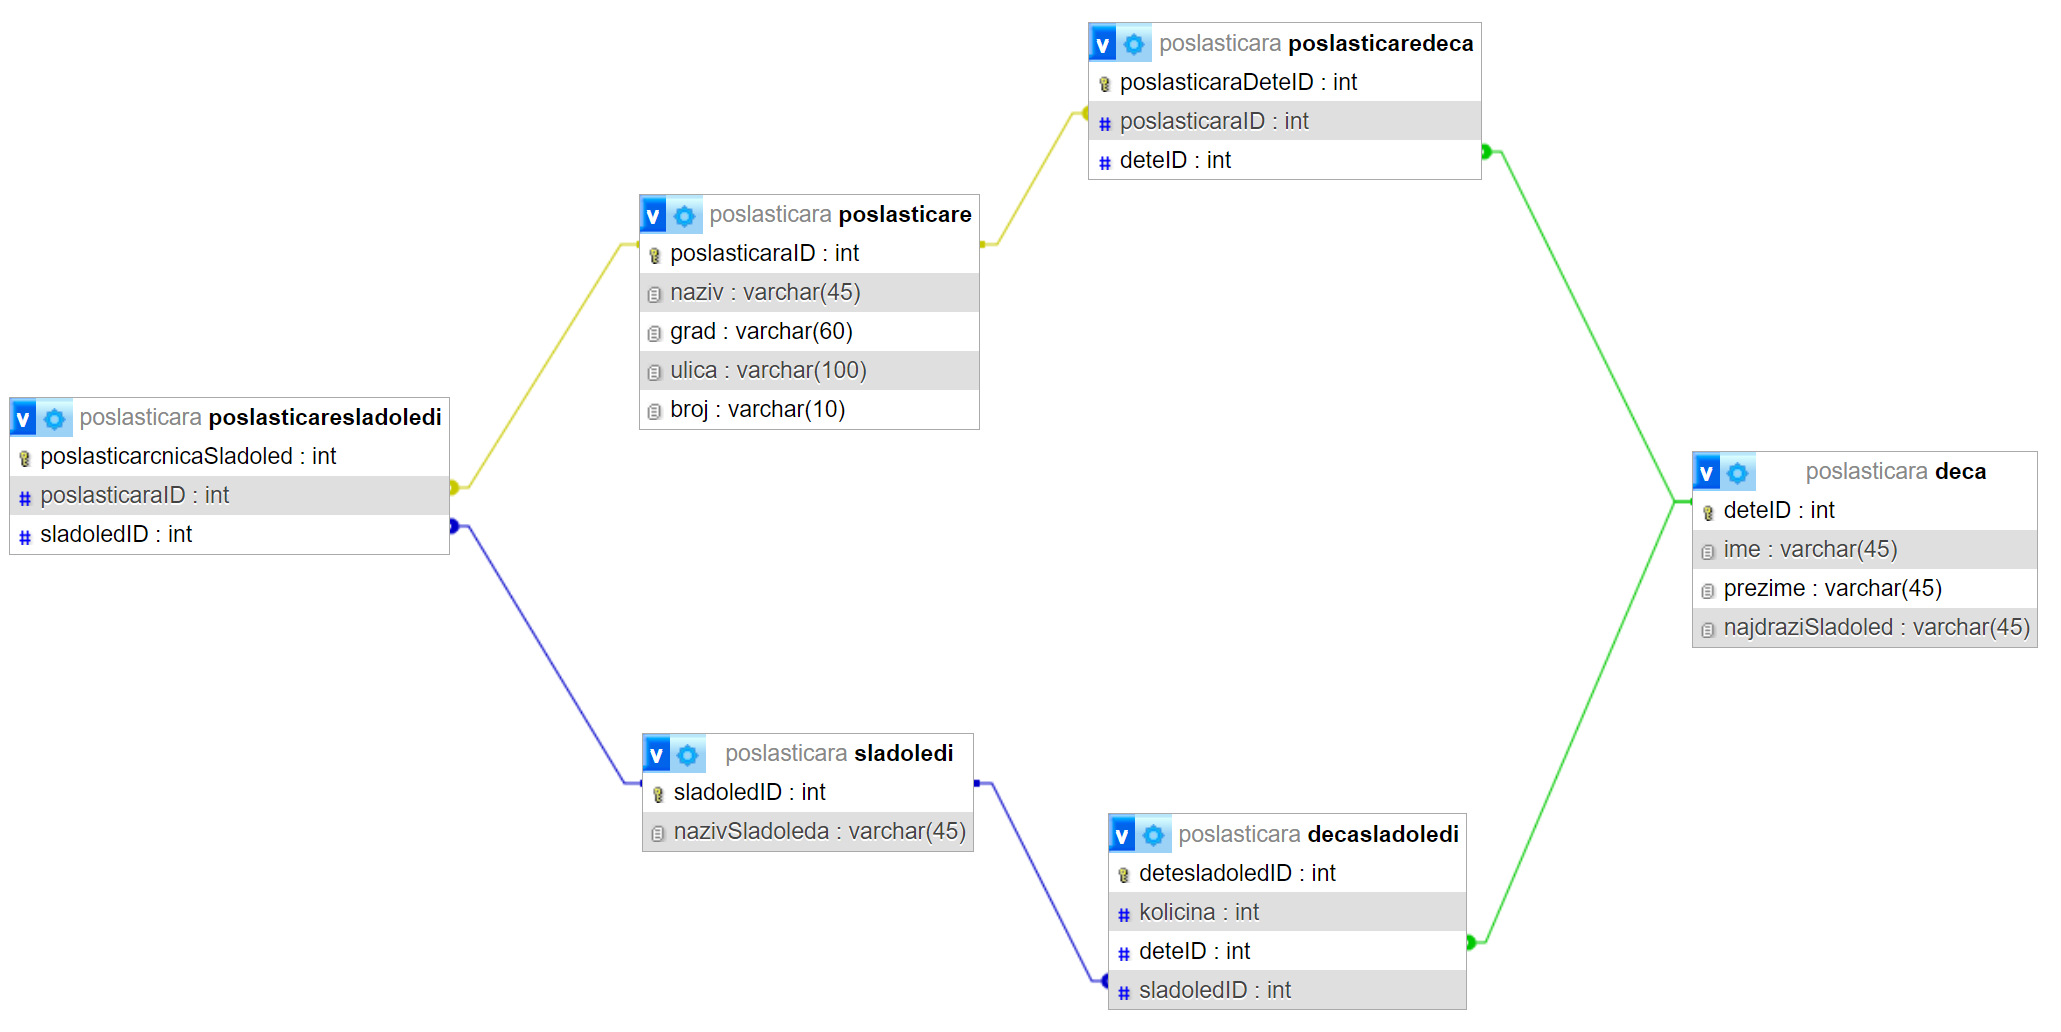 v poslasticara poslasticaredeca
poslasticaraDeteID : int
# poslasticaraID : int
# deteID : int
v poslasticara poslasticare
poslasticaraID : int
naziv : varchar(45)
grad : varchar(60)
ulica : varchar(100)
broj : varchar(10)
v poslasticara poslasticaresladoledi
poslasticarcnicaSladoled : int
# poslasticaraID : int
# sladoledID : int
v poslasticara deca
deteID : int
ime : varchar(45)
prezime : varchar(45)
najdraziSladoled : varchar(45)
v poslasticara sladoledi
sladoledID : int
nazivSladoleda : varchar(45)
v poslasticara decasladoledi
detesladoledID : int
# kolicina : int
# deteID : int
# sladoledID : int